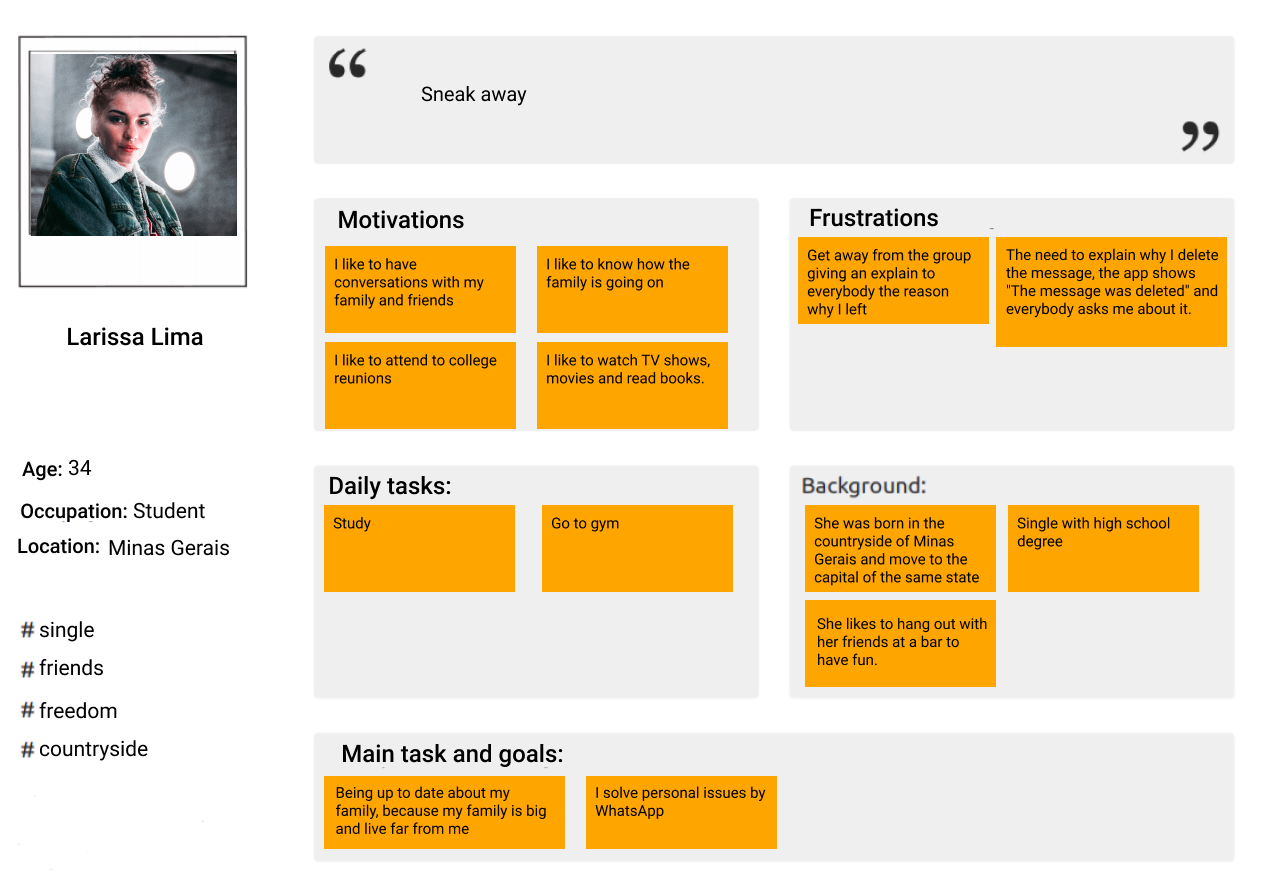 “
Sneak away
”
Larissa Lima
Age: 34
Occupation: Student
Location: Minas Gerais
# single
# friends
# freedom
# countryside
Motivations
I like to have
conversations with my
family and friends
I like to know how the
family is going on
I like to attend to college
reunions
I like to watch TV shows,
movies and read books.
Frustrations
Get away from the group
giving an explain to
everybody the reason
why I left
The need to explain why I delete
the message, the app shows
"The message was deleted" and
everybody asks me about it.
Daily tasks:
Study
Go to gym
Background:
She was born in the
countryside of Minas
Gerais and move to the
capital of the same state
Single with high school
degree
She likes to hang out with
her friends at a bar to
have fun.
Main task and goals:
Being up to date about my
family, because my family is big
and live far from me
I solve personal issues by
WhatsApp